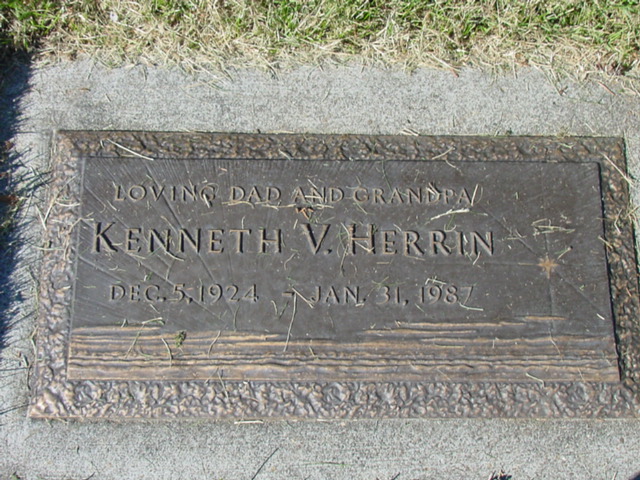 LOVING DAD AND GRANDPA
KENNETH V. HERRIN
DEC. 5, 1924 - JAN. 31, 1987